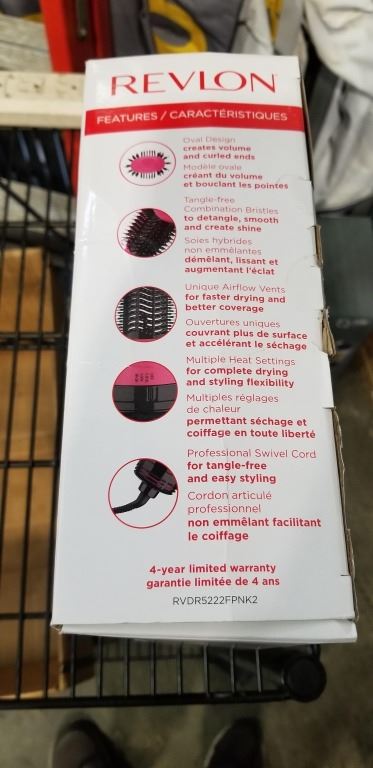 REVLON
FEATURES / CARACTÉRISTIQUES
Oval Design
creates volume
and curled ends
Modèle ovale
créant du volume
et bouclant les pointes
Tangle-free
Combination Bristles
to detangle, smooth
and create shine
Soies hybrides
non emmêlantes
démêlant, lissant et
augmentant l'éclat
Unique Airflow Vents
for faster drying and
better coverage
Ouvertures uniques
couvrant plus de surface
et accélérant le séchage
Multiple Heat Settings
for complete drying
and styling flexibility
Multiples réglages
de chaleur
permettant séchage et
coiffage en toute liberté
Professional Swivel Cord
for tangle-free
and easy styling
Cordon articulé
professionnel
non emmêlant facilitant
le coiffage
4-year limited warranty
garantie limitée de 4 ans
RVDR5222FPNK2